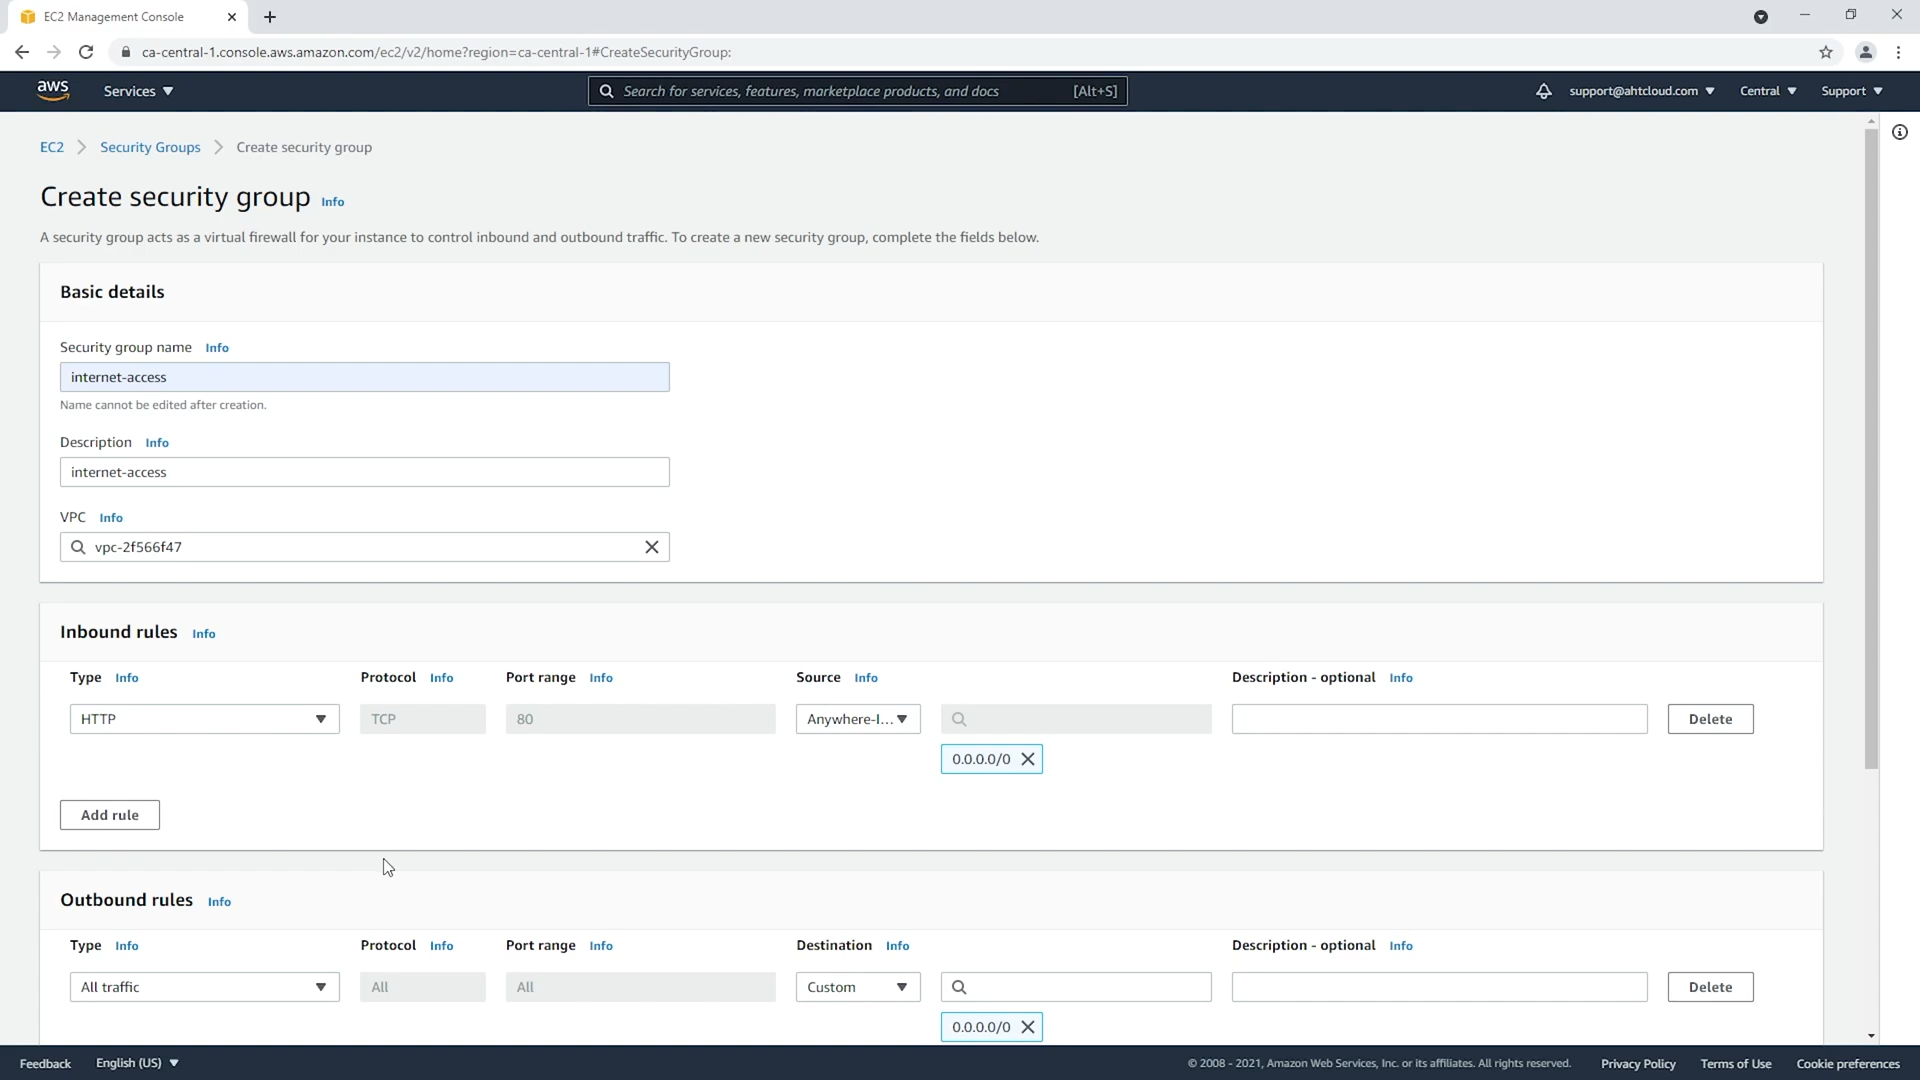 EC2 Management Console
ca-central-1.console.aws.amazon.com/ec2/v2/home?region=ca-central-1#CreateSecurityGroup:
aws Services Search for services, features, marketplace products, and docs [Alt+S] support@ahtcloud.com Central Support
EC2 Security Groups Create security group
Create security group Info
A security group acts as a virtual firewall for your instance to control inbound and outbound traffic. To create a new security group, complete the fields below.
Basic details
Security group name Info
internet-access
Name cannot be edited after creation.
Description Info
internet-access
VPC Info
vpc-2f566f47
Inbound rules Info
Type Info Protocol Info Port range Info Source Info Description - optional Info
HTTP TCP 80 Anywhere-I... Delete
0.0.0.0/0
Add rule
Outbound rules Info
Type Info Protocol Info Port range Info Destination Info Description - optional Info
All traffic All All Custom Delete
0.0.0.0/0
Feedback English (US) © 2008 - 2021, Amazon Web Services, Inc. or its affiliates. All rights reserved. Privacy Policy Terms of Use Cookie preferences